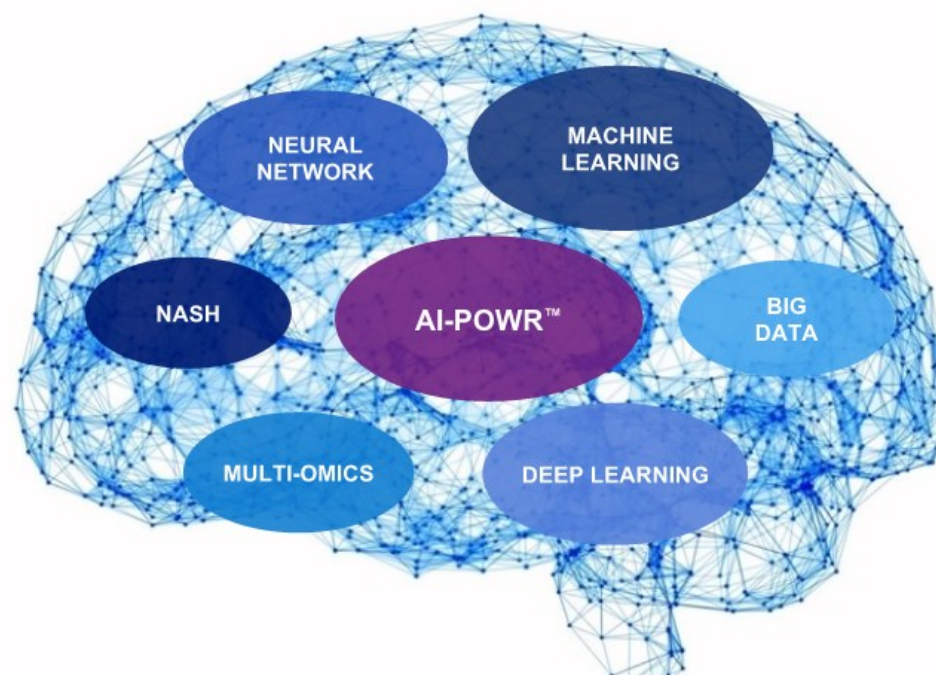 NEURAL
NETWORK
MACHINE
LEARNING
NASH
AI-POWR™
BIG
DATA
MULTI-OMICS
DEEP LEARNING